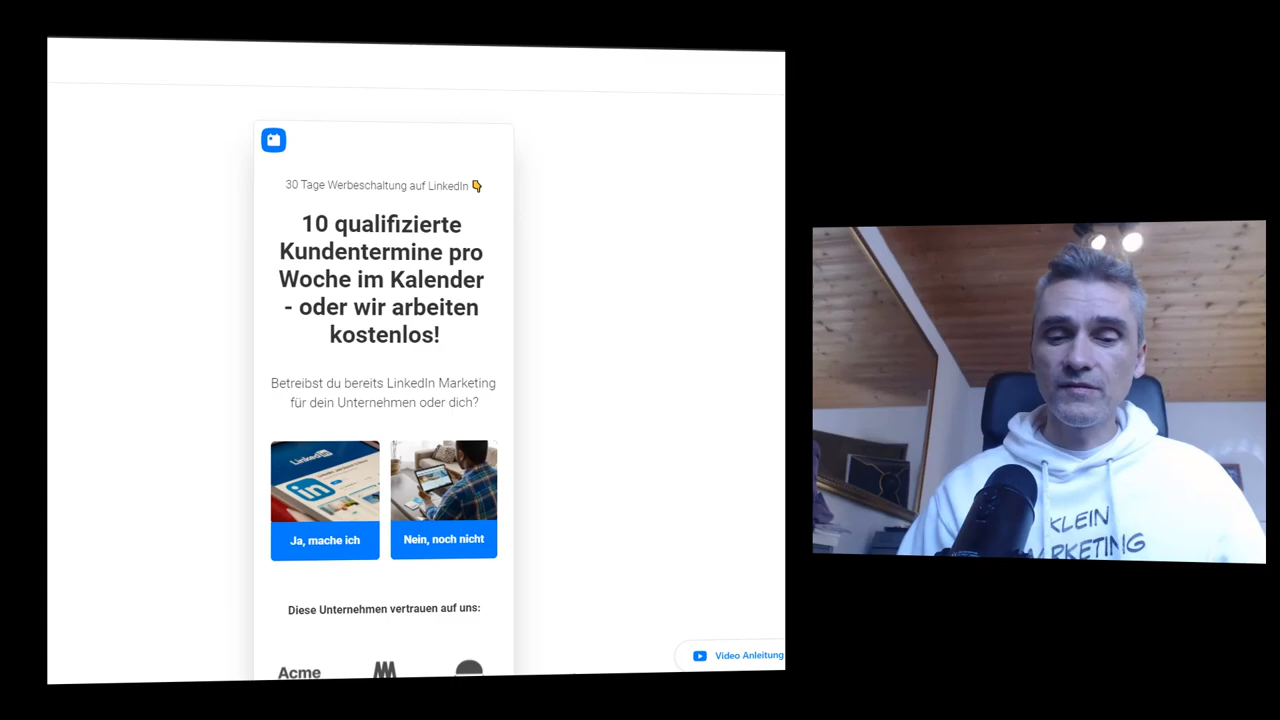 30 Tage Werbeschaltung auf LinkedIn 👇
10 qualifizierte
Kundentermine pro
Woche im Kalender
- oder wir arbeiten
kostenlos!
Betreibst du bereits LinkedIn Marketing
für dein Unternehmen oder dich?
LinkedIn
in
Ja, mache ich
Nein, noch nicht
Diese Unternehmen vertrauen auf uns:
Acme
Video Anleitung
KLEIN
MARKETING